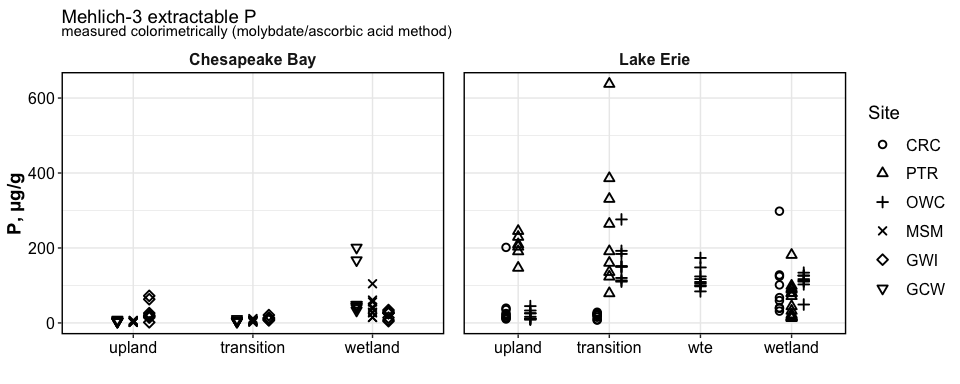 Mehlich-3 extractable P
measured colorimetrically (molybdate/ascorbic acid method)
Chesapeake Bay
Lake Erie
P, µg/g
600
400
200
0
upland transition wetland
upland transition wte wetland
Site
CRC
PTR
OWC
MSM
GWI
GCW